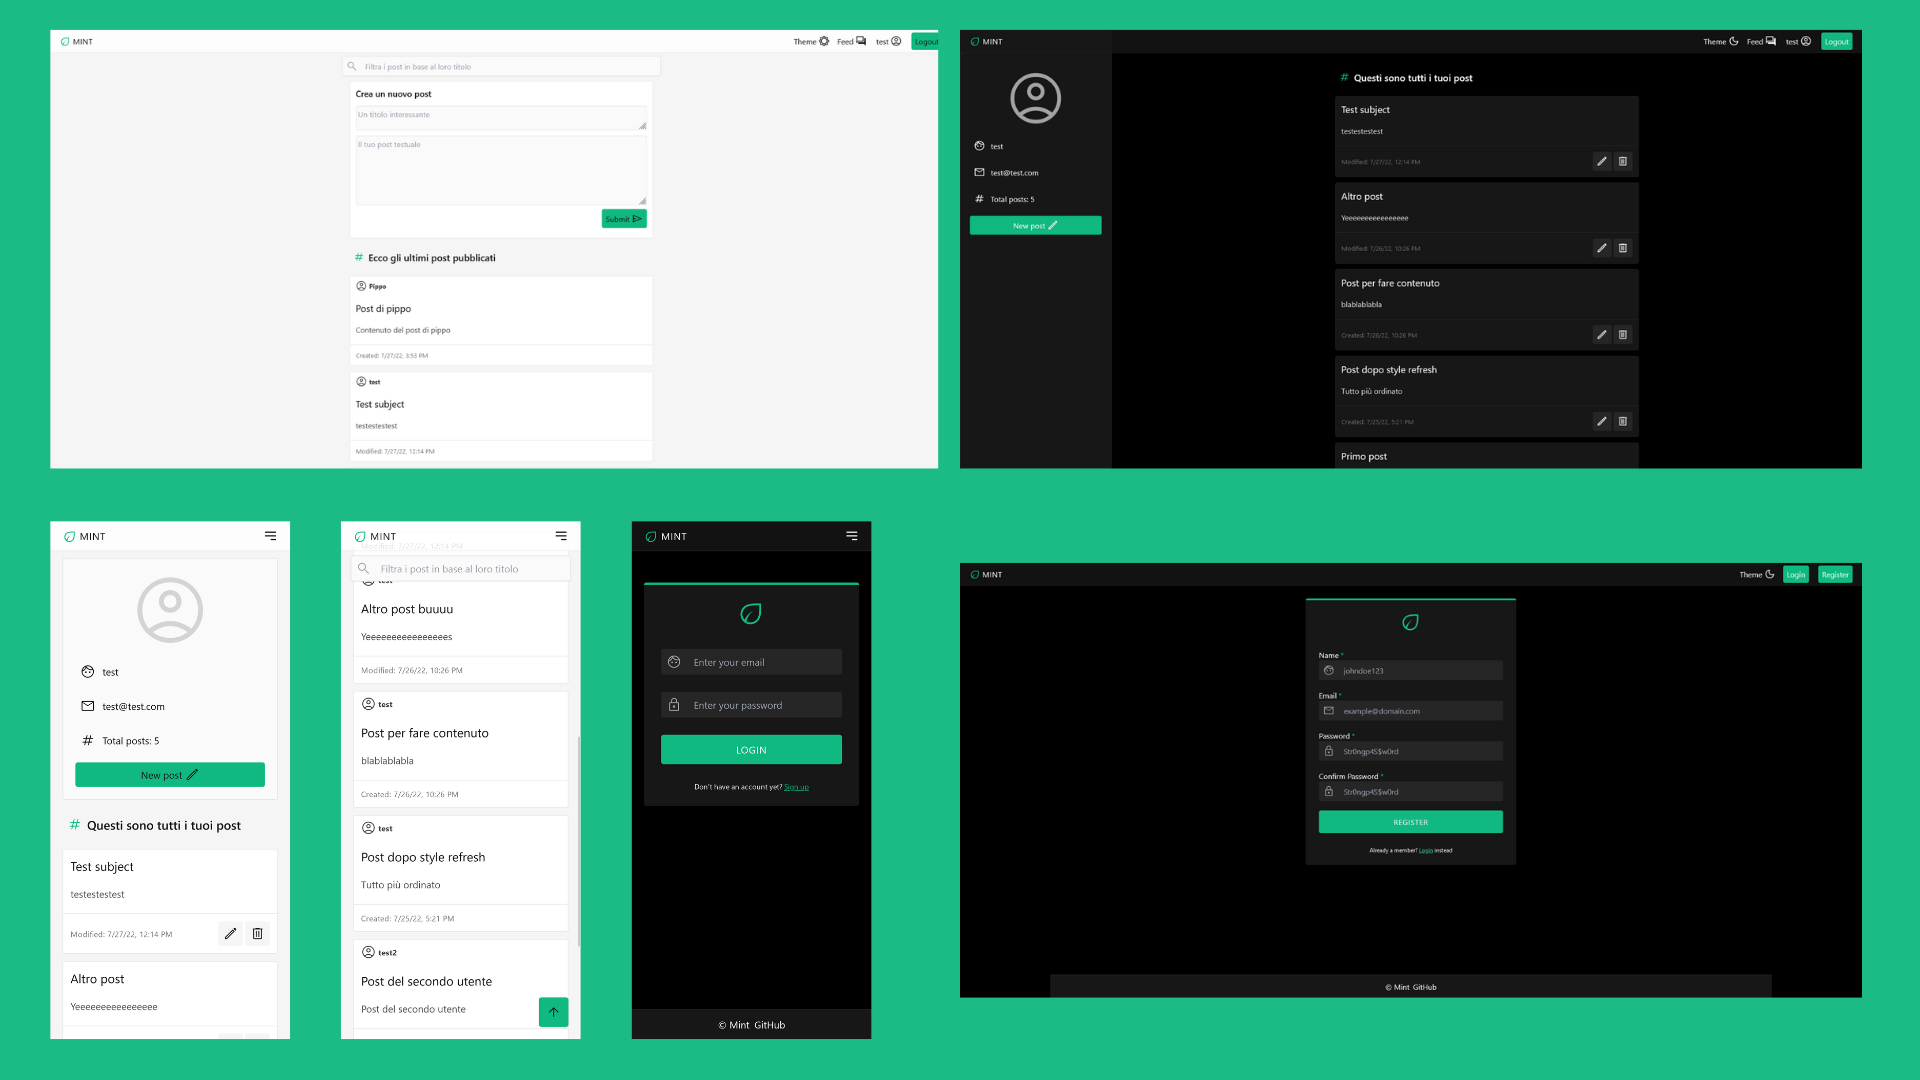 MINT
Theme Feed test Logout
Filtra i post in base al loro titolo
Crea un nuovo post
Un titolo interessante
Il tuo post testuale
Submit
# Ecco gli ultimi post pubblicati
Pippo
Post di pippo
Contenuto del post di pippo
Created: 7/27/22, 3:53 PM
test
Test subject
testestestest
Modified: 7/27/22, 12:14 PM
MINT
Theme Feed test Logout
test
test@test.com
# Total posts: 5
New post
# Questi sono tutti i tuoi post
Test subject
testestestest
Modified: 7/27/22, 12:14 PM
Altro post
Yeeeeeeeeeeeeeeee
Modified: 7/26/22, 10:26 PM
Post per fare contenuto
blablablabla
Created: 7/26/22, 10:26 PM
Post dopo style refresh
Tutto più ordinato
Created: 7/25/22, 5:21 PM
Primo post
MINT
test
test@test.com
# Total posts: 5
New post
# Questi sono tutti i tuoi post
Test subject
testestestest
Modified: 7/27/22, 12:14 PM
Altro post
Yeeeeeeeeeeeeeeee
MINT
Modified: 7/27/22, 12:14 PM
Filtra i post in base al loro titolo
test
Altro post buuuu
Yeeeeeeeeeeeeeeees
Modified: 7/26/22, 10:26 PM
test
Post per fare contenuto
blablablabla
Created: 7/26/22, 10:26 PM
test
Post dopo style refresh
Tutto più ordinato
Created: 7/25/22, 5:21 PM
test2
Post del secondo utente
Post del secondo utente
MINT
Enter your email
Enter your password
LOGIN
Don't have an account yet? Sign up
© Mint GitHub
MINT
Theme Login Register
Name *
johndoe123
Email *
example@domain.com
Password *
Str0ngp4S$w0rd
Confirm Password *
Str0ngp4S$w0rd
REGISTER
Already a member? Login instead
© Mint GitHub